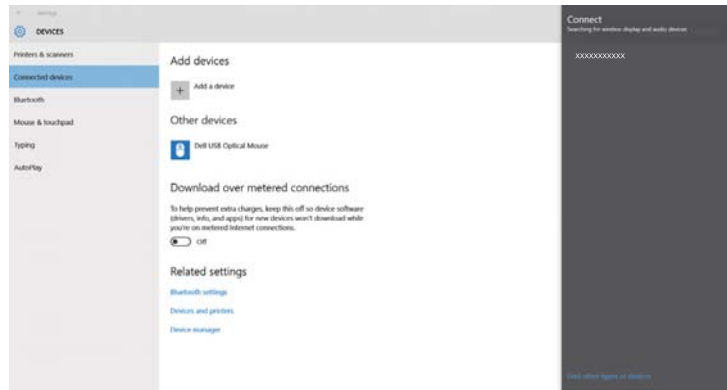 Settings
DEVICES
Printers & scanners
Connected devices
Bluetooth
Mouse & touchpad
Typing
AutoPlay
Add devices
+
Add a device
Other devices
Dell USB Optical Mouse
Download over metered connections
To help prevent extra charges, keep this off so device software
(drivers, info, and apps) for new devices won't download while
you're on metered Internet connections.
Off
Related settings
Bluetooth settings
Devices and printers
Device manager
Connect
Searching for wireless display and audio devices
xxxxxxxxxxx
Find other types of devices